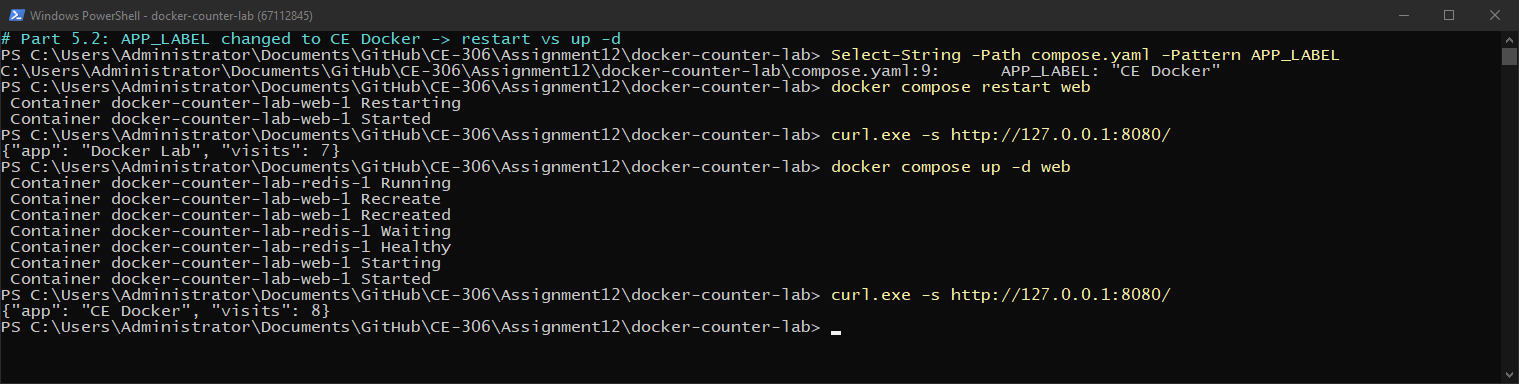 Windows PowerShell - docker-counter-lab (67112845)
# Part 5.2: APP_LABEL changed to CE Docker -> restart vs up -d
PS C:\Users\Administrator\Documents\GitHub\CE-306\Assignment12\docker-counter-lab> Select-String -Path compose.yaml -Pattern APP_LABEL
C:\Users\Administrator\Documents\GitHub\CE-306\Assignment12\docker-counter-lab\compose.yaml:9:      APP_LABEL: "CE Docker"
PS C:\Users\Administrator\Documents\GitHub\CE-306\Assignment12\docker-counter-lab> docker compose restart web
 Container docker-counter-lab-web-1 Restarting
 Container docker-counter-lab-web-1 Started
PS C:\Users\Administrator\Documents\GitHub\CE-306\Assignment12\docker-counter-lab> curl.exe -s http://127.0.0.1:8080/
{"app": "Docker Lab", "visits": 7}
PS C:\Users\Administrator\Documents\GitHub\CE-306\Assignment12\docker-counter-lab> docker compose up -d web
 Container docker-counter-lab-redis-1 Running
 Container docker-counter-lab-web-1 Recreate
 Container docker-counter-lab-web-1 Recreated
 Container docker-counter-lab-redis-1 Waiting
 Container docker-counter-lab-redis-1 Healthy
 Container docker-counter-lab-web-1 Starting
 Container docker-counter-lab-web-1 Started
PS C:\Users\Administrator\Documents\GitHub\CE-306\Assignment12\docker-counter-lab> curl.exe -s http://127.0.0.1:8080/
{"app": "CE Docker", "visits": 8}
PS C:\Users\Administrator\Documents\GitHub\CE-306\Assignment12\docker-counter-lab>